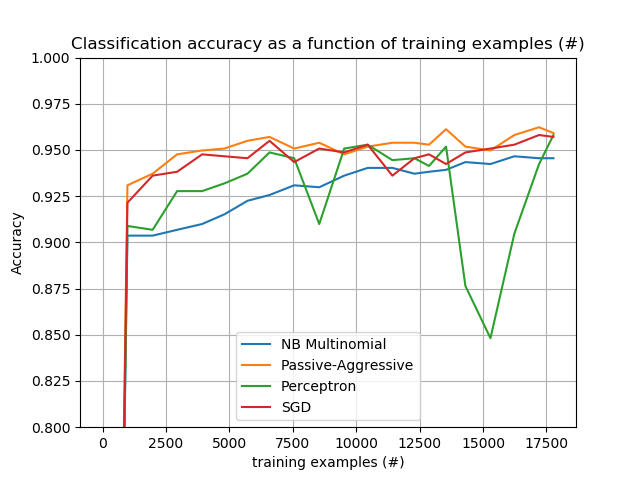 Classification accuracy as a function of training examples (#)
1.000
0.975
0.950
0.925
0.900
0.875
0.850
0.825
0.800
Accuracy
NB Multinomial
Passive-Aggressive
Perceptron
SGD
0 2500 5000 7500 10000 12500 15000 17500
training examples (#)